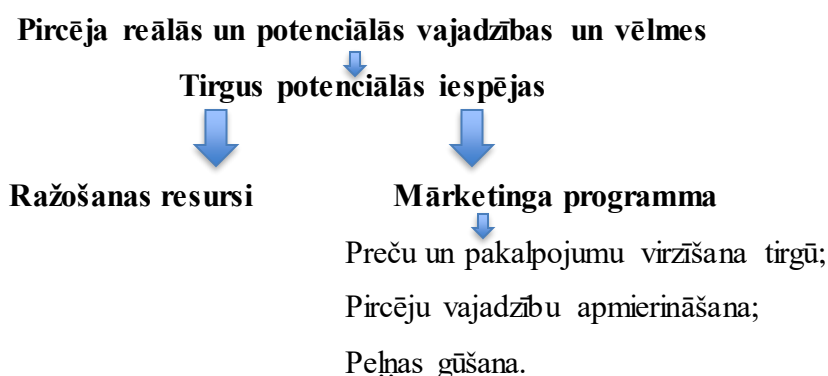 Pircēja reālās un potenciālās vajadzības un vēlmes
Tirgus potenciālās iespējas
Ražošanas resursi Mārketinga programma
Preču un pakalpojumu virzīšana tirgū;
Pircēju vajadzību apmierināšana;
Peļņas gūšana.